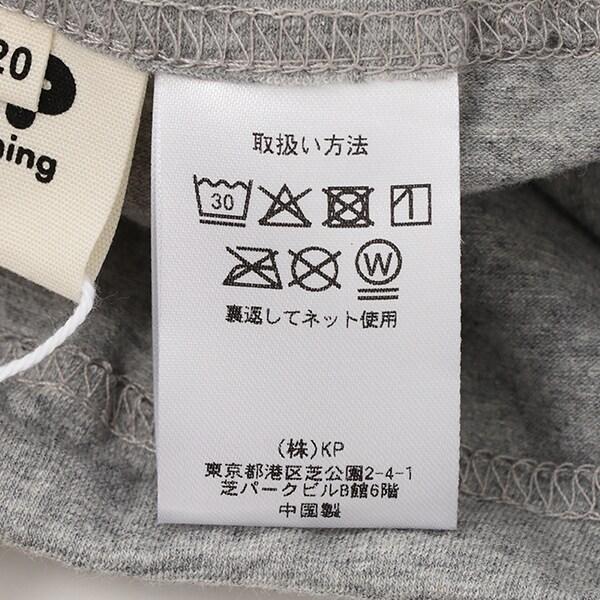 20
P
ning
取扱い方法
30
W
裏返してネット使用
(株)KP
東京都港区芝公園2-4-1
芝パークビルB館6階
中国製